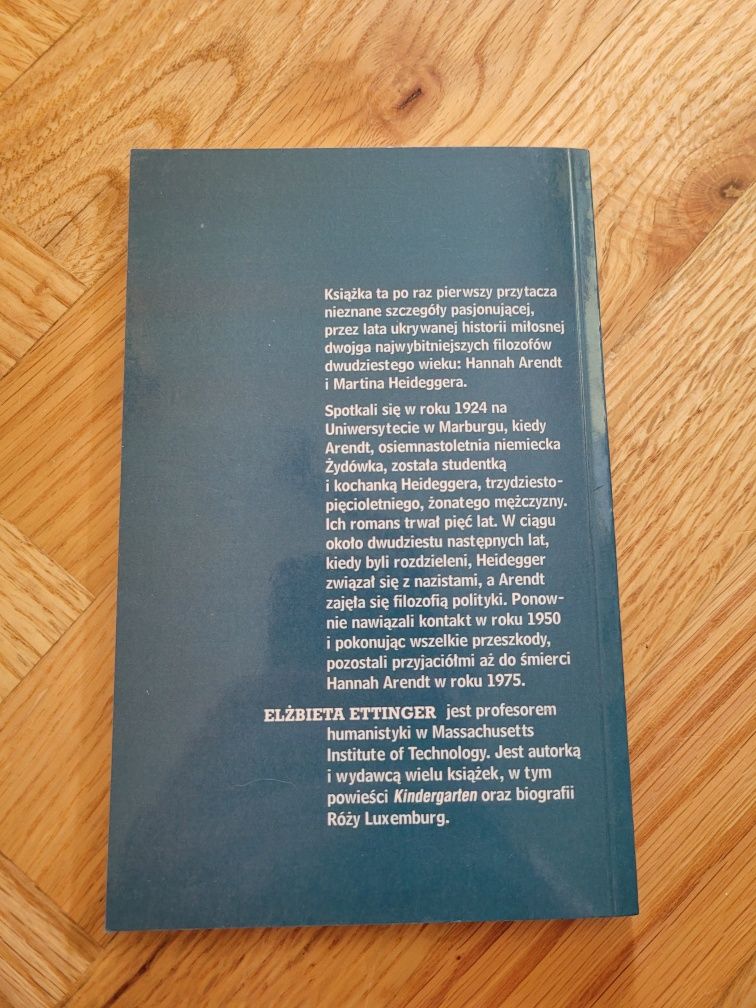 Książka ta po raz pierwszy przytacza
nieznane szczegóły pasjonującej,
przez lata ukrywanej historii miłosnej
dwojga najwybitniejszych filozofów
dwudziestego wieku: Hannah Arendt
i Martina Heideggera.
Spotkali się w roku 1924 na
Uniwersytecie w Marburgu, kiedy
Arendt, osiemnastoletnia niemiecka
Żydówka, została studentką
i kochanką Heideggera, trzydziesto-
pięcioletniego, żonatego mężczyzny.
Ich romans trwał pięć lat. W ciągu
około dwudziestu następnych lat,
kiedy byli rozdzieleni, Heidegger
związał się z nazistami, a Arendt
zajęła się filozofią polityki. Ponow-
nie nawiązali kontakt w roku 1950
i pokonując wszelkie przeszkody,
pozostali przyjaciółmi aż do śmierci
Hannah Arendt w roku 1975.
ELŻBIETA ETTINGER jest profesorem
humanistyki w Massachusetts
Institute of Technology. Jest autorką
i wydawcą wielu książek, w tym
powieści Kindergarten oraz biografii
Róży Luxemburg.